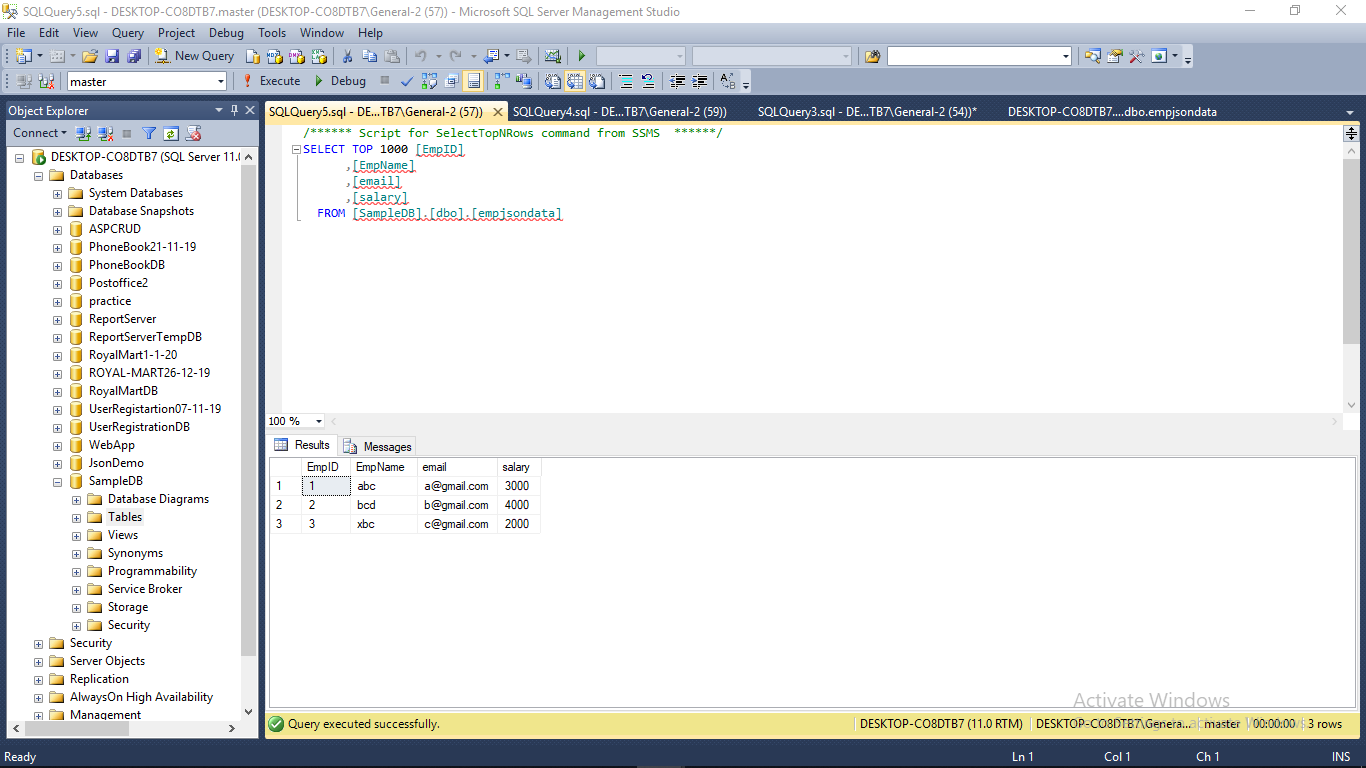 SQLQuery5.sql - DESKTOP-CO8DTB7.master (DESKTOP-CO8DTB7\General-2 (57)) - Microsoft SQL Server Management Studio
File Edit View Query Project Debug Tools Window Help
New Query
master Execute Debug
Object Explorer
Connect
DESKTOP-CO8DTB7 (SQL Server 11.
Databases
System Databases
Database Snapshots
ASPCRUD
PhoneBook21-11-19
PhoneBookDB
Postoffice2
practice
ReportServer
ReportServerTempDB
RoyalMart1-1-20
ROYAL-MART26-12-19
RoyalMartDB
UserRegistartion07-11-19
UserRegistrationDB
WebApp
JsonDemo
SampleDB
Database Diagrams
Tables
Views
Synonyms
Programmability
Service Broker
Storage
Security
Security
Server Objects
Replication
AlwaysOn High Availability
Management
SQLQuery5.sql - DE...TB7\General-2 (57)) SQLQuery4.sql - DE...TB7\General-2 (59)) SQLQuery3.sql - DE...TB7\General-2 (54))* DESKTOP-CO8DTB7....dbo.empjsondata
/****** Script for SelectTopNRows command from SSMS ******/
SELECT TOP 1000 [EmpID]
,[EmpName]
,[email]
,[salary]
FROM [SampleDB].[dbo].[empjsondata]
100 %
Results Messages
EmpID EmpName email salary
1 1 abc a@gmail.com 3000
2 2 bcd b@gmail.com 4000
3 3 xbc c@gmail.com 2000
Activate Windows
Query executed successfully. DESKTOP-CO8DTB7 (11.0 RTM) DESKTOP-CO8DTB7\Genera... master 00:00:00 3 rows
Ready Ln 1 Col 1 Ch 1 INS